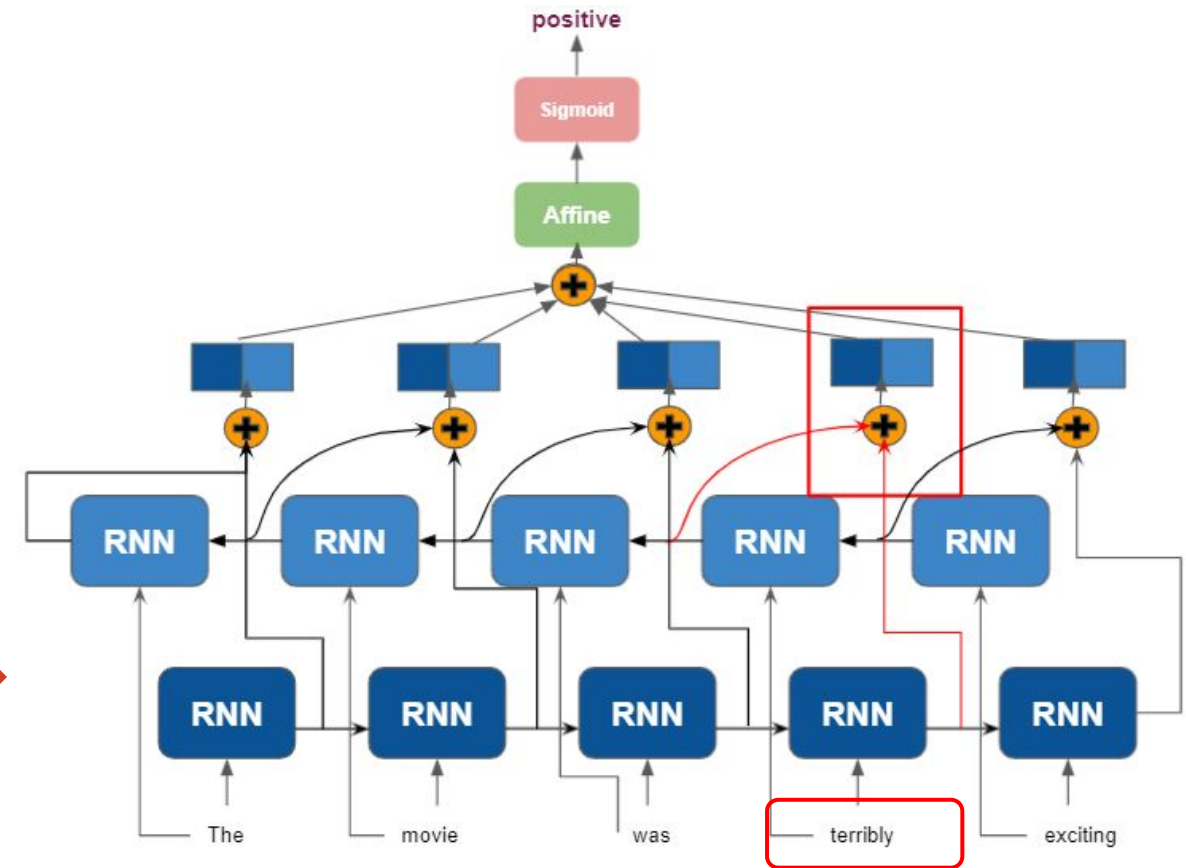 positive
Sigmoid
Affine
RNN RNN RNN RNN RNN
RNN RNN RNN RNN RNN
The movie was terribly exciting